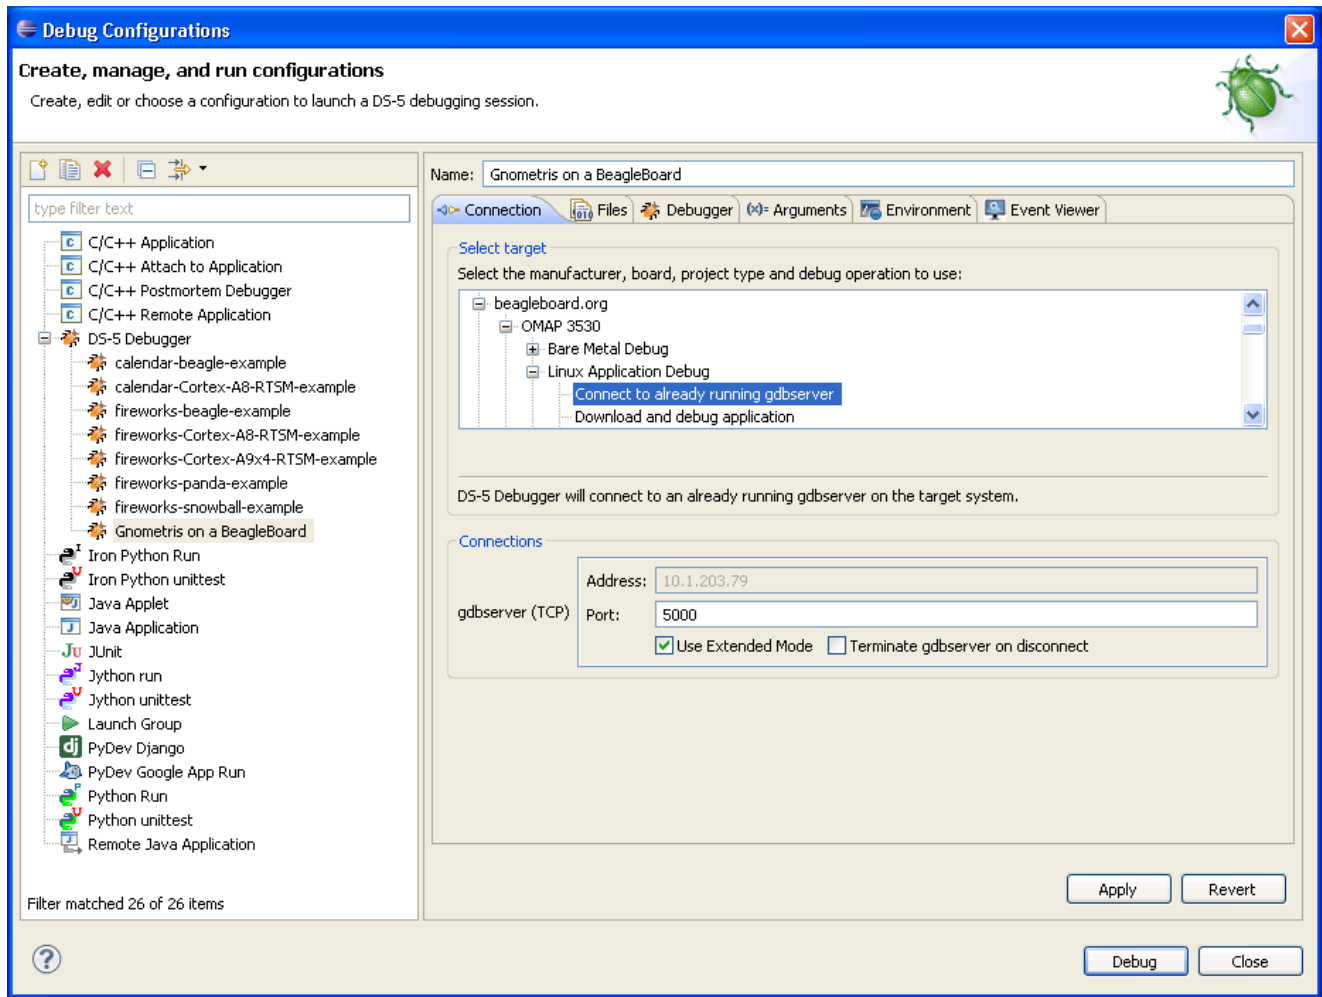 Debug Configurations
Create, manage, and run configurations
Create, edit or choose a configuration to launch a DS-5 debugging session.
type filter text
C/C++ Application
C/C++ Attach to Application
C/C++ Postmortem Debugger
C/C++ Remote Application
DS-5 Debugger
calendar-beagle-example
calendar-Cortex-A8-RTSM-example
fireworks-beagle-example
fireworks-Cortex-A8-RTSM-example
fireworks-Cortex-A9x4-RTSM-example
fireworks-panda-example
fireworks-snowball-example
Gnometris on a BeagleBoard
Iron Python Run
Iron Python unittest
Java Applet
Java Application
JUnit
Jython run
Jython unittest
Launch Group
PyDev Django
PyDev Google App Run
Python Run
Python unittest
Remote Java Application
Filter matched 26 of 26 items
Name: Gnometris on a BeagleBoard
Connection Files Debugger (x)= Arguments Environment Event Viewer
Select target
Select the manufacturer, board, project type and debug operation to use:
beagleboard.org
OMAP 3530
Bare Metal Debug
Linux Application Debug
Connect to already running gdbserver
Download and debug application
DS-5 Debugger will connect to an already running gdbserver on the target system.
Connections
gdbserver (TCP)
Address: 10.1.203.79
Port: 5000
Use Extended Mode Terminate gdbserver on disconnect
Apply Revert
Debug Close